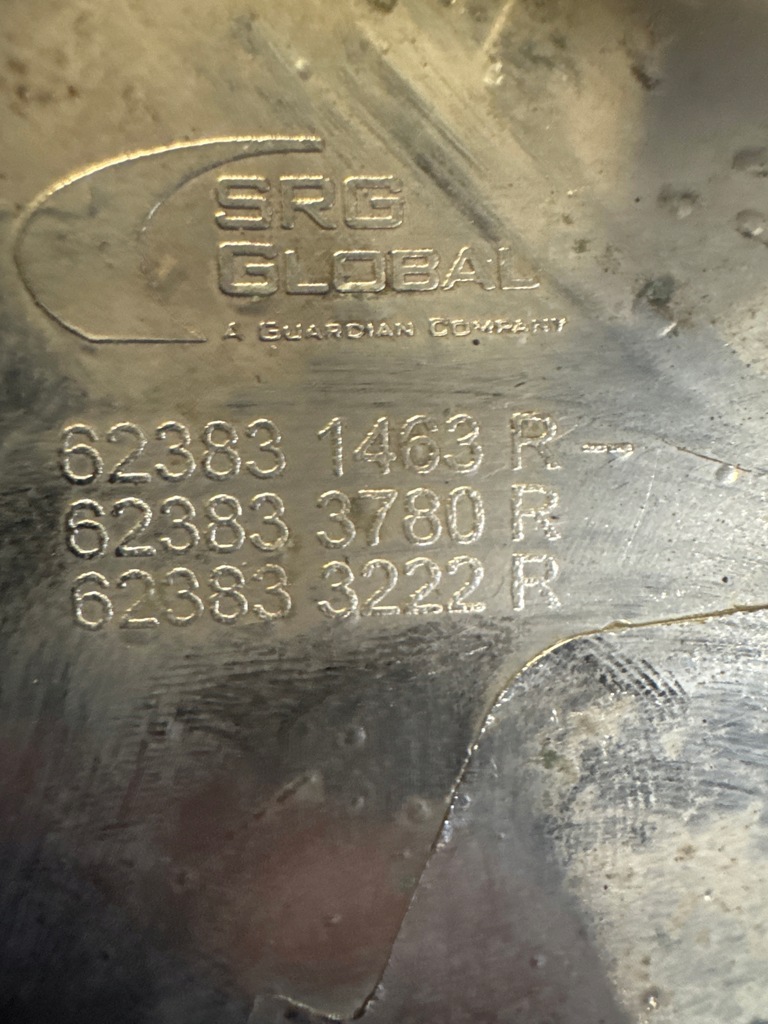 SRG
GLOBAL
A GUARDIAN COMPANY
62383 1463 R -
62383 3780 R
62383 3222 R